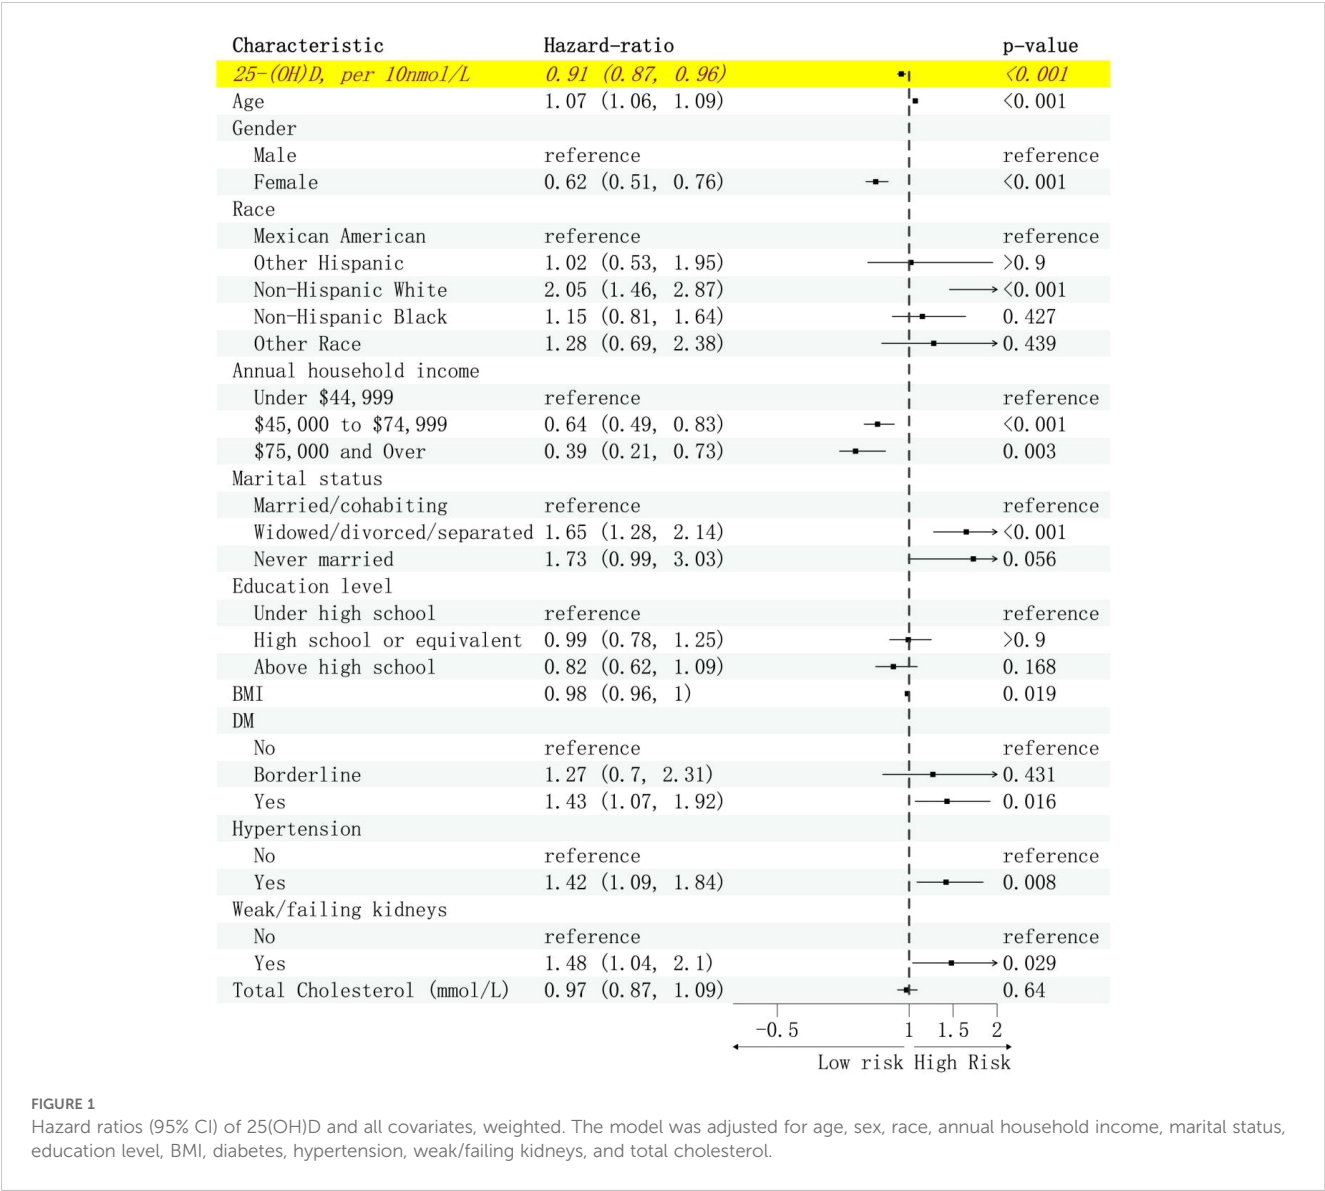 Characteristic Hazard-ratio p-value
25-(OH)D, per 10nmol/L 0.91 (0.87, 0.96) <0.001
Age 1.07 (1.06, 1.09) <0.001
Gender
Male reference reference
Female 0.62 (0.51, 0.76) <0.001
Race
Mexican American reference reference
Other Hispanic 1.02 (0.53, 1.95) >0.9
Non-Hispanic White 2.05 (1.46, 2.87) <0.001
Non-Hispanic Black 1.15 (0.81, 1.64) 0.427
Other Race 1.28 (0.69, 2.38) 0.439
Annual household income
Under $44,999 reference reference
$45,000 to $74,999 0.64 (0.49, 0.83) <0.001
$75,000 and Over 0.39 (0.21, 0.73) 0.003
Marital status
Married/cohabiting reference reference
Widowed/divorced/separated 1.65 (1.28, 2.14) <0.001
Never married 1.73 (0.99, 3.03) 0.056
Education level
Under high school reference reference
High school or equivalent 0.99 (0.78, 1.25) >0.9
Above high school 0.82 (0.62, 1.09) 0.168
BMI 0.98 (0.96, 1) 0.019
DM
No reference reference
Borderline 1.27 (0.7, 2.31) 0.431
Yes 1.43 (1.07, 1.92) 0.016
Hypertension
No reference reference
Yes 1.42 (1.09, 1.84) 0.008
Weak/failing kidneys
No reference reference
Yes 1.48 (1.04, 2.1) 0.029
Total Cholesterol (mmol/L) 0.97 (0.87, 1.09) 0.64
-0.5 1 1.5 2
Low risk High Risk
FIGURE 1
Hazard ratios (95% CI) of 25(OH)D and all covariates, weighted. The model was adjusted for age, sex, race, annual household income, marital status,
education level, BMI, diabetes, hypertension, weak/failing kidneys, and total cholesterol.